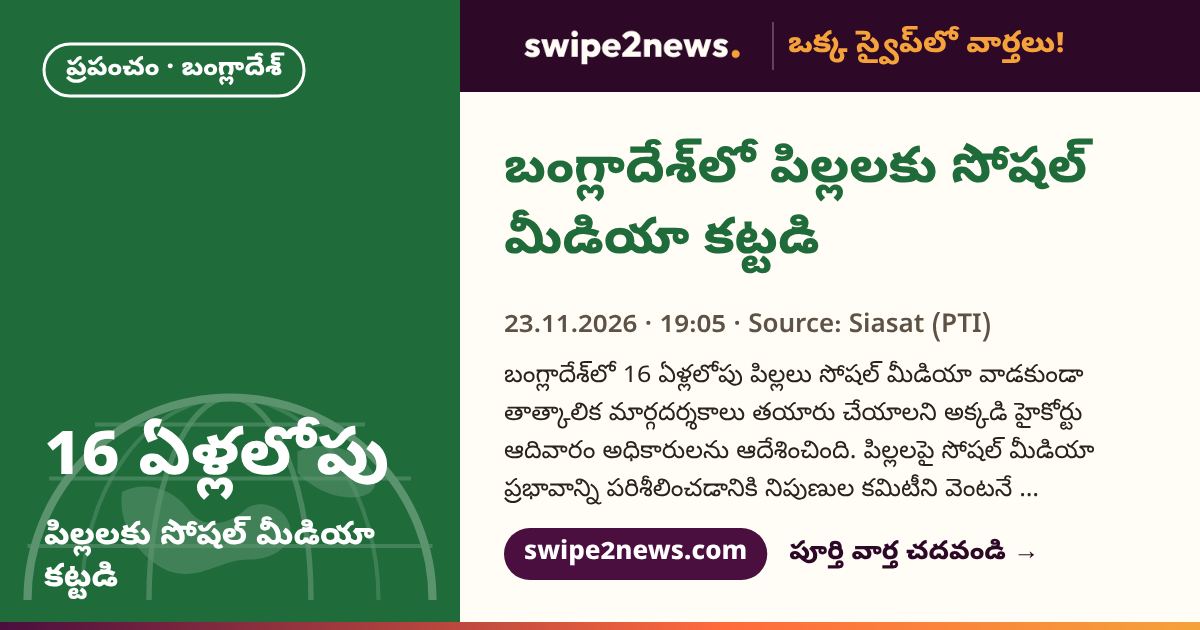 ప్రపంచం · బంగ్లాదేశ్
16 ఏళ్లలోపు
పిల్లలకు సోషల్ మీడియా
కట్టడి
swipe2news.
ఒక్క స్వైప్‌లో వార్తలు!
బంగ్లాదేశ్‌లో పిల్లలకు సోషల్
మీడియా కట్టడి
23.11.2026 · 19:05 · Source: Siasat (PTI)
బంగ్లాదేశ్‌లో 16 ఏళ్లలోపు పిల్లలు సోషల్ మీడియా వాడకుండా
తాత్కాలిక మార్గదర్శకాలు తయారు చేయాలని అక్కడి హైకోర్టు
ఆదివారం అధికారులను ఆదేశించింది. పిల్లలపై సోషల్ మీడియా
ప్రభావాన్ని పరిశీలించడానికి నిపుణుల కమిటీని వెంటనే ...
swipe2news.com
పూర్తి వార్త చదవండి →